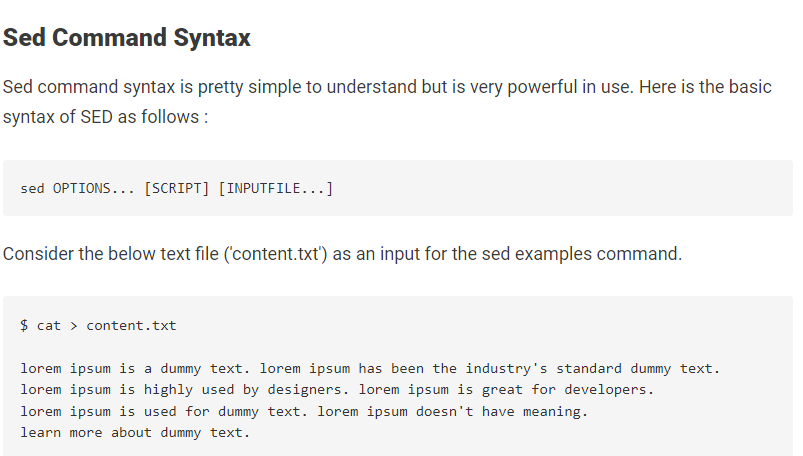 Sed Command Syntax
Sed command syntax is pretty simple to understand but is very powerful in use. Here is the basic
syntax of SED as follows :
sed OPTIONS... [SCRIPT] [INPUTFILE...]
Consider the below text file ('content.txt') as an input for the sed examples command.
$ cat > content.txt
lorem ipsum is a dummy text. lorem ipsum has been the industry's standard dummy text.
lorem ipsum is highly used by designers. lorem ipsum is great for developers.
lorem ipsum is used for dummy text. lorem ipsum doesn't have meaning.
learn more about dummy text.